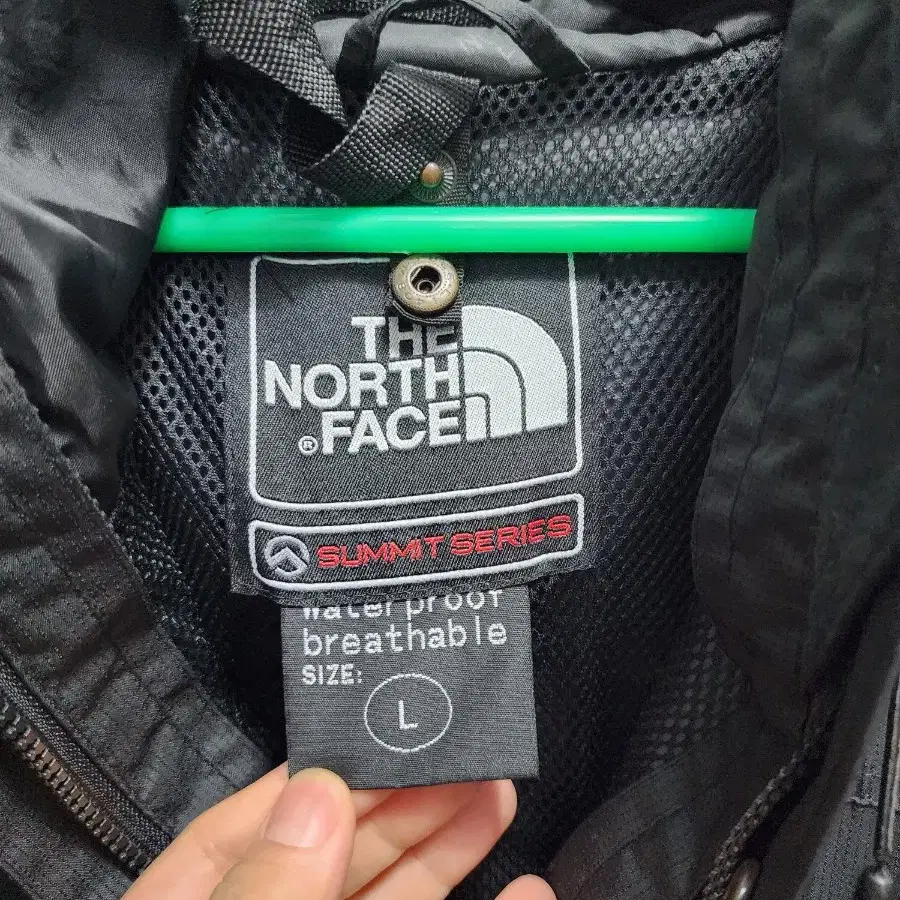 THE
NORTH
® FACE
SUMMIT SERIES
waterproof
breathable
SIZE:
L